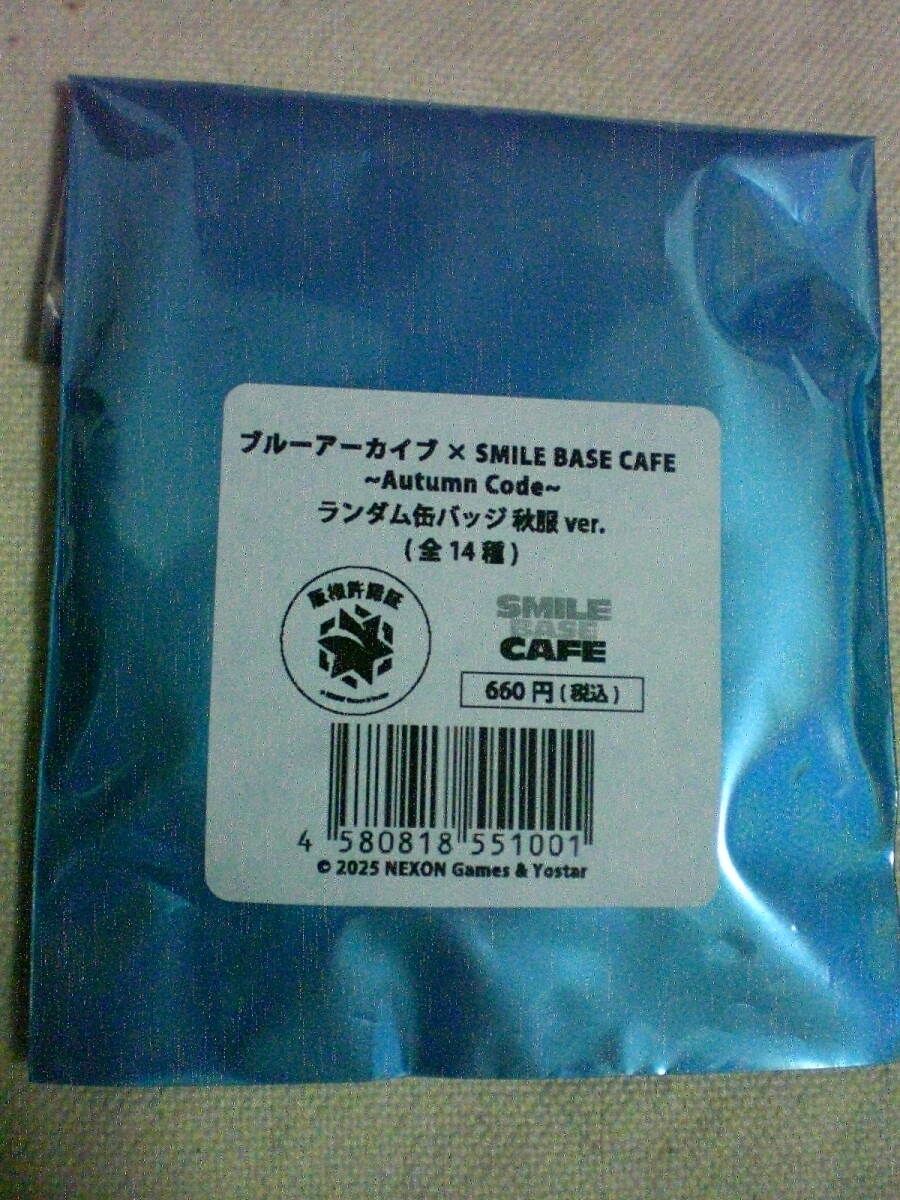 ブルーアーカイブ × SMILE BASE CAFE
~Autumn Code~
ランダム缶バッジ 秋服 ver.
(全14種)
版権許諾証
SMILE
BASE
CAFE
660円(税込)
4 580818 551001
© 2025 NEXON Games & Yostar